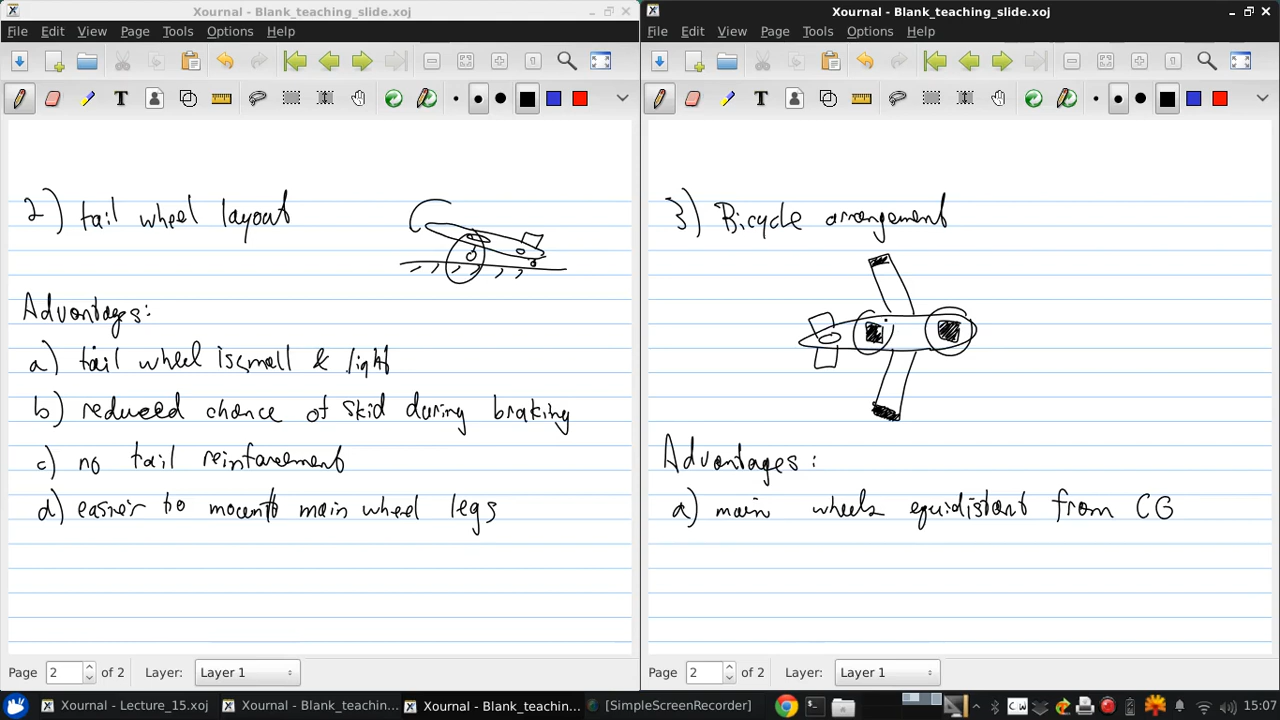 Xournal - Blank_teaching_slide.xoj
File Edit View Page Tools Options Help
2) tail wheel layout
Advantages:
a) tail wheel is small & light
b) reduced chance of skid during braking
c) no tail reinforcement
d) easier to mount main wheel legs
Page 2 of 2 Layer: Layer 1
Xournal - Blank_teaching_slide.xoj
File Edit View Page Tools Options Help
3) Bicycle arrangement
Advantages:
a) main wheels equidistant from CG
Page 2 of 2 Layer: Layer 1
Xournal - Lecture_15.xoj Xournal - Blank_teachin... Xournal - Blank_teachin... [SimpleScreenRecorder] 15:07